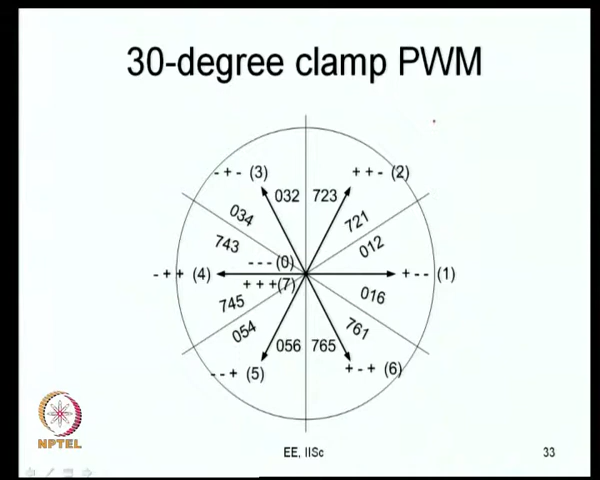 30-degree clamp PWM
- + - (3)
+ + - (2)
032
723
034
721
743
012
- - - (0)
- + + (4)
+ - - (1)
+ + + (7)
745
016
054
761
056
765
- - + (5)
+ - + (6)
NPTEL
EE, IISc
33